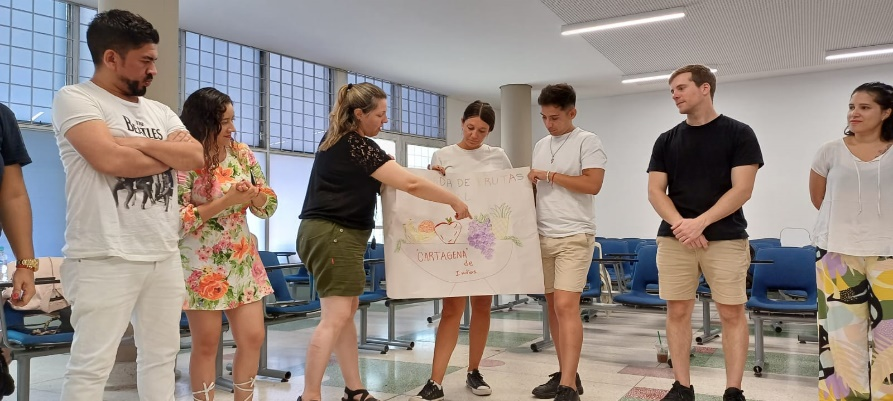 THE
BEATLES
DE FRUTAS
CARTAGENA
de
Indias